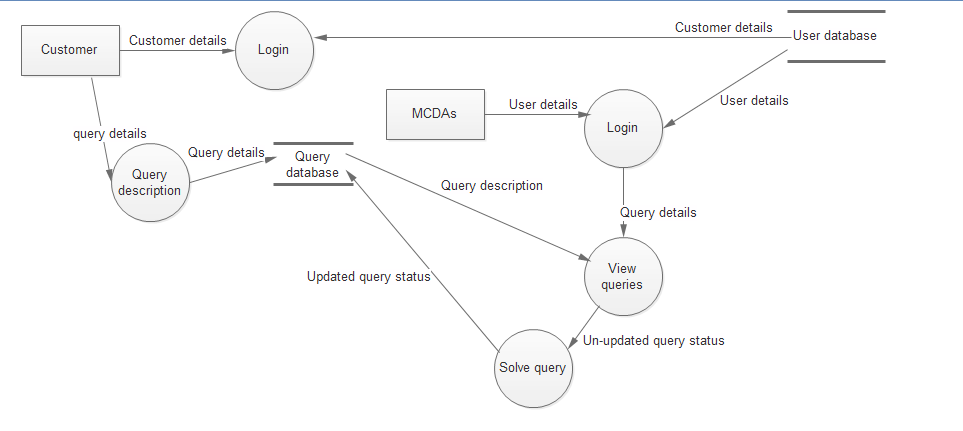 Customer details
User database
Customer
Customer details
Login
User details
MCDAs
User details
Login
query details
Query details
Query
database
Query
description
Query description
Query details
View
queries
Updated query status
Un-updated query status
Solve query